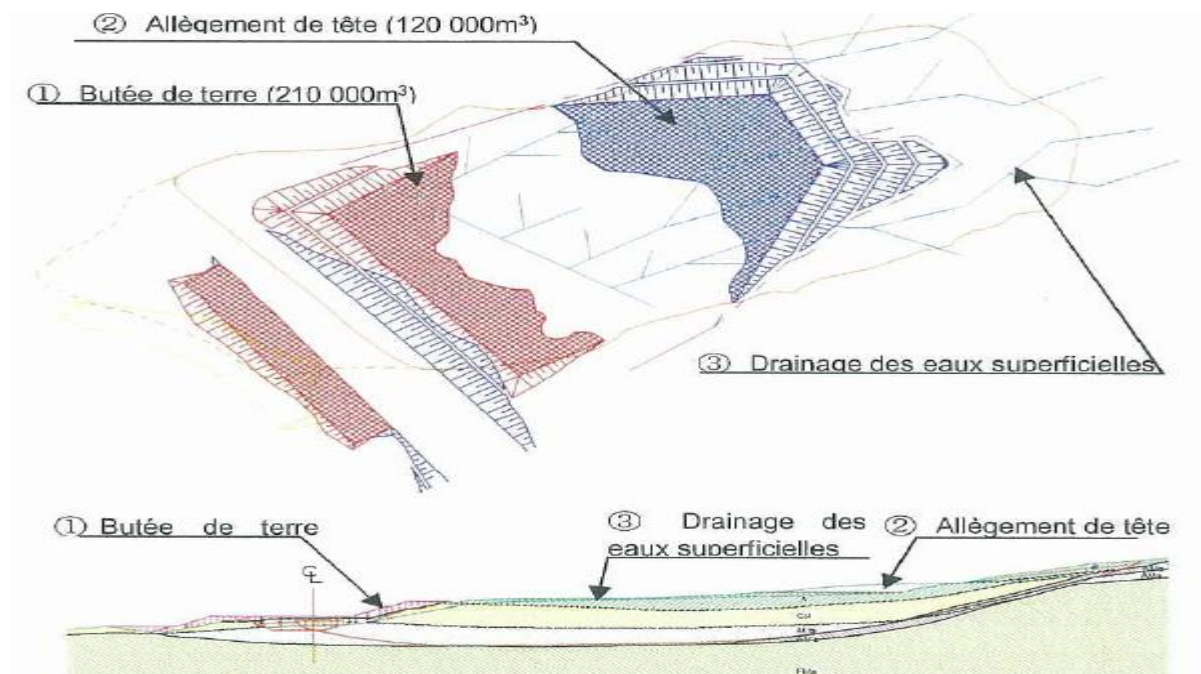 ② Allègement de tête (120 000m³)
① Butée de terre (210 000m³)
③ Drainage des eaux superficielles
① Butée de terre
③ Drainage des
eaux superficielles
② Allègement de tête